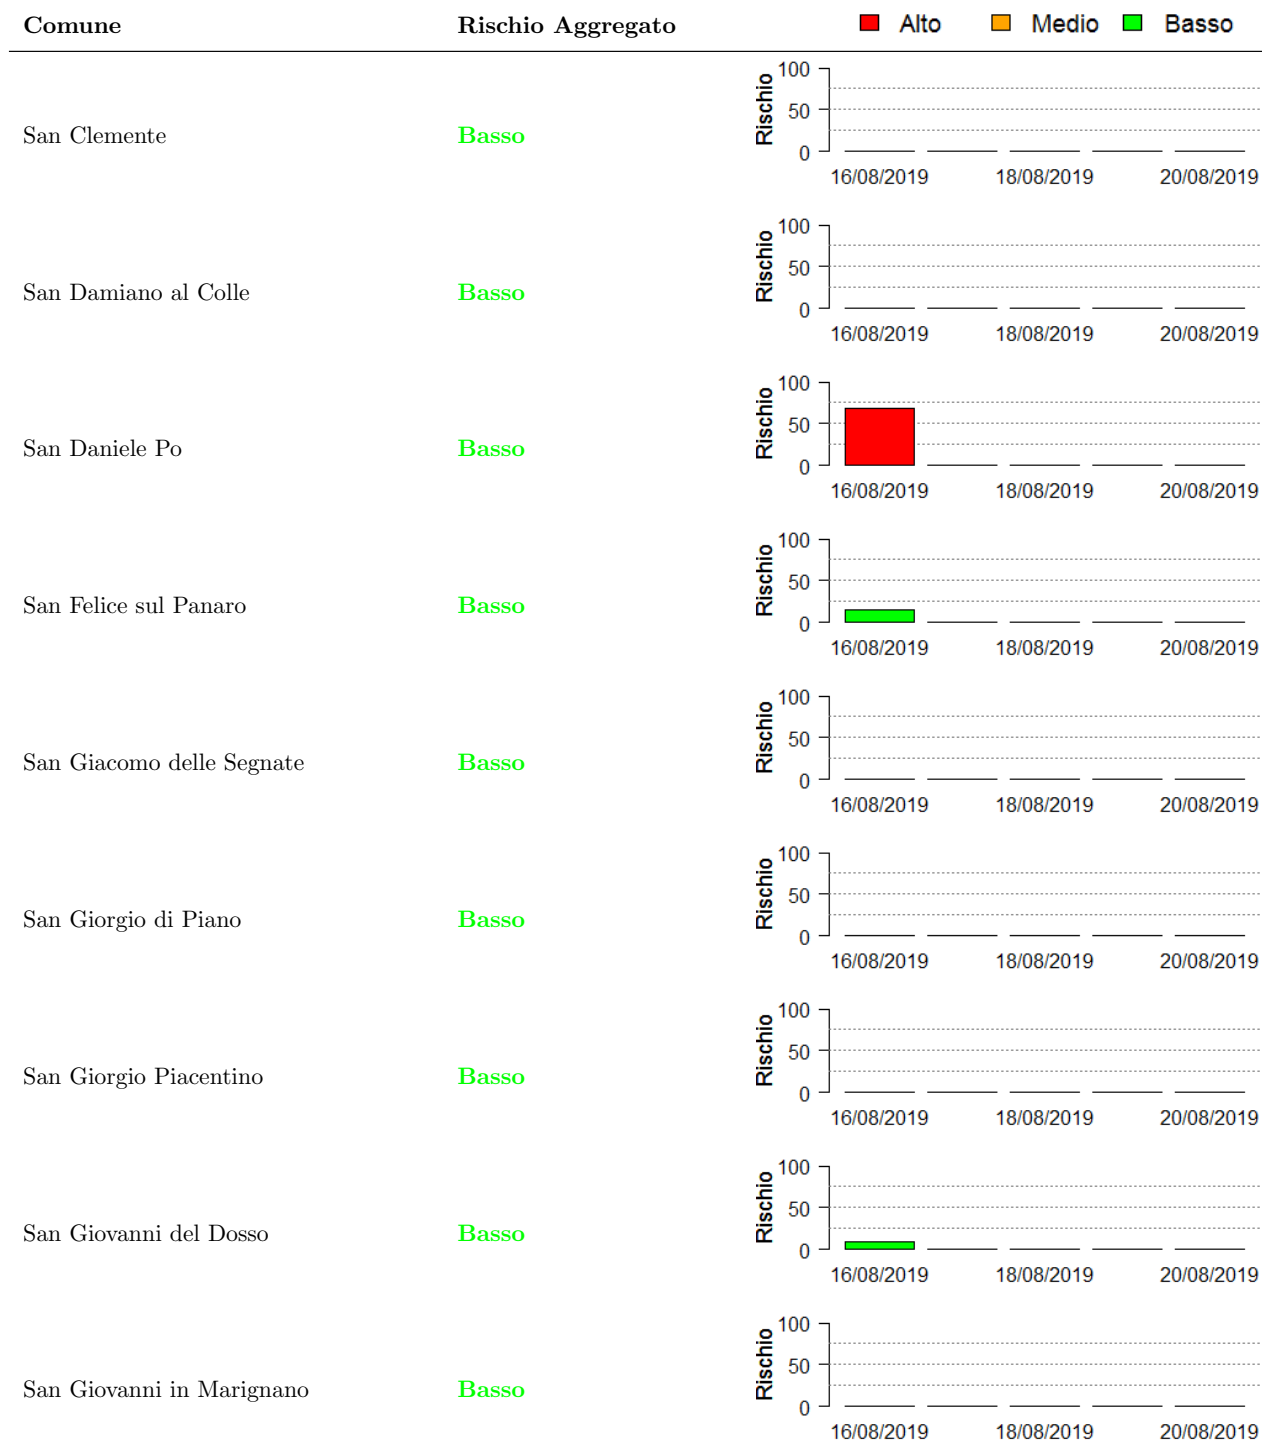 Comune Rischio Aggregato Alto Medio Basso
100
50
0
Rischio
San Clemente Basso
16/08/2019 18/08/2019 20/08/2019
100
50
0
Rischio
San Damiano al Colle Basso
16/08/2019 18/08/2019 20/08/2019
100
50
0
Rischio
San Daniele Po Basso
16/08/2019 18/08/2019 20/08/2019
100
50
0
Rischio
San Felice sul Panaro Basso
16/08/2019 18/08/2019 20/08/2019
100
50
0
Rischio
San Giacomo delle Segnate Basso
16/08/2019 18/08/2019 20/08/2019
100
50
0
Rischio
San Giorgio di Piano Basso
16/08/2019 18/08/2019 20/08/2019
100
50
0
Rischio
San Giorgio Piacentino Basso
16/08/2019 18/08/2019 20/08/2019
100
50
0
Rischio
San Giovanni del Dosso Basso
16/08/2019 18/08/2019 20/08/2019
100
50
0
Rischio
San Giovanni in Marignano Basso
16/08/2019 18/08/2019 20/08/2019